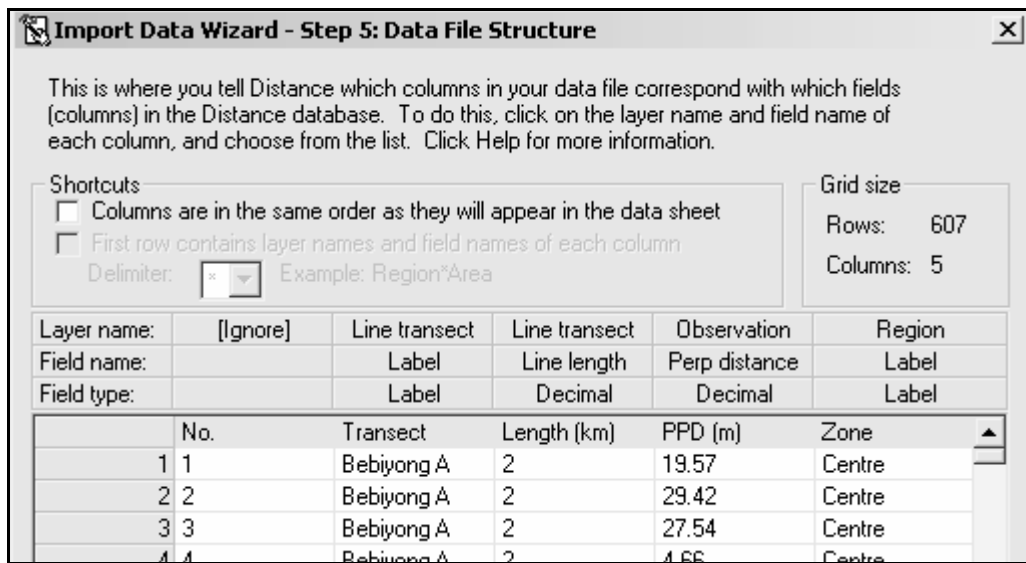 Import Data Wizard - Step 5: Data File Structure
This is where you tell Distance which columns in your data file correspond with which fields
(columns) in the Distance database. To do this, click on the layer name and field name of
each column, and choose from the list. Click Help for more information.
Shortcuts
Columns are in the same order as they will appear in the data sheet
First row contains layer names and field names of each column
Delimiter: * Example: Region*Area
Grid size
Rows: 607
Columns: 5
Layer name: [Ignore] Line transect Line transect Observation Region
Field name: Label Line length Perp distance Label
Field type: Label Decimal Decimal Label
No. Transect Length (km) PPD (m) Zone
1 1 Bebiyong A 2 19.57 Centre
2 2 Bebiyong A 2 29.42 Centre
3 3 Bebiyong A 2 27.54 Centre
4 4 Bebiyong A 2 4.66 Centre